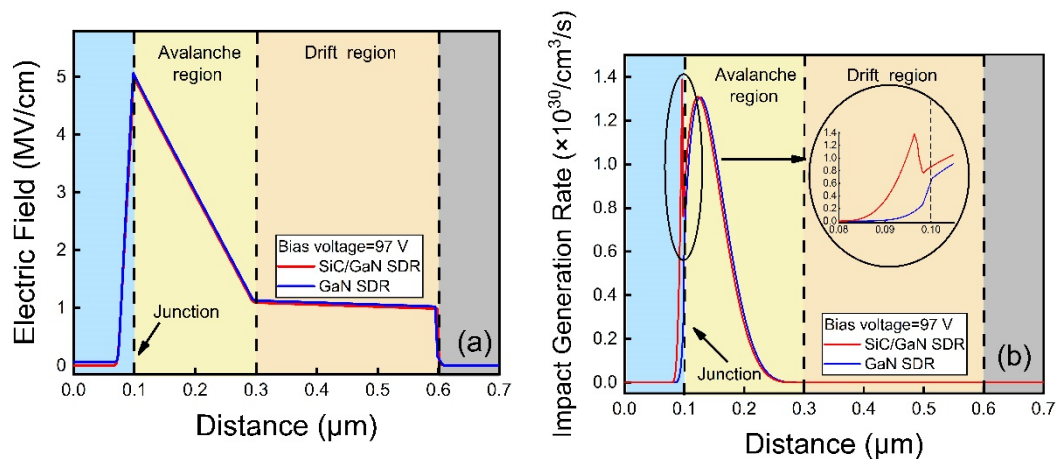 Electric Field (MV/cm)
5
4
3
2
1
0
Avalanche
region
Drift region
Bias voltage=97 V
SiC/GaN SDR
GaN SDR
Junction
(a)
0.0 0.1 0.2 0.3 0.4 0.5 0.6 0.7
Distance (μm)
Impact Generation Rate (×10³⁰/cm³/s)
1.4
1.2
1.0
0.8
0.6
0.4
0.2
0.0
Avalanche
region
Drift region
1.4
1.2
1.0
0.8
0.6
0.4
0.2
0.0
0.08 0.09 0.10
Bias voltage=97 V
SiC/GaN SDR
GaN SDR
Junction
(b)
0.0 0.1 0.2 0.3 0.4 0.5 0.6 0.7
Distance (μm)